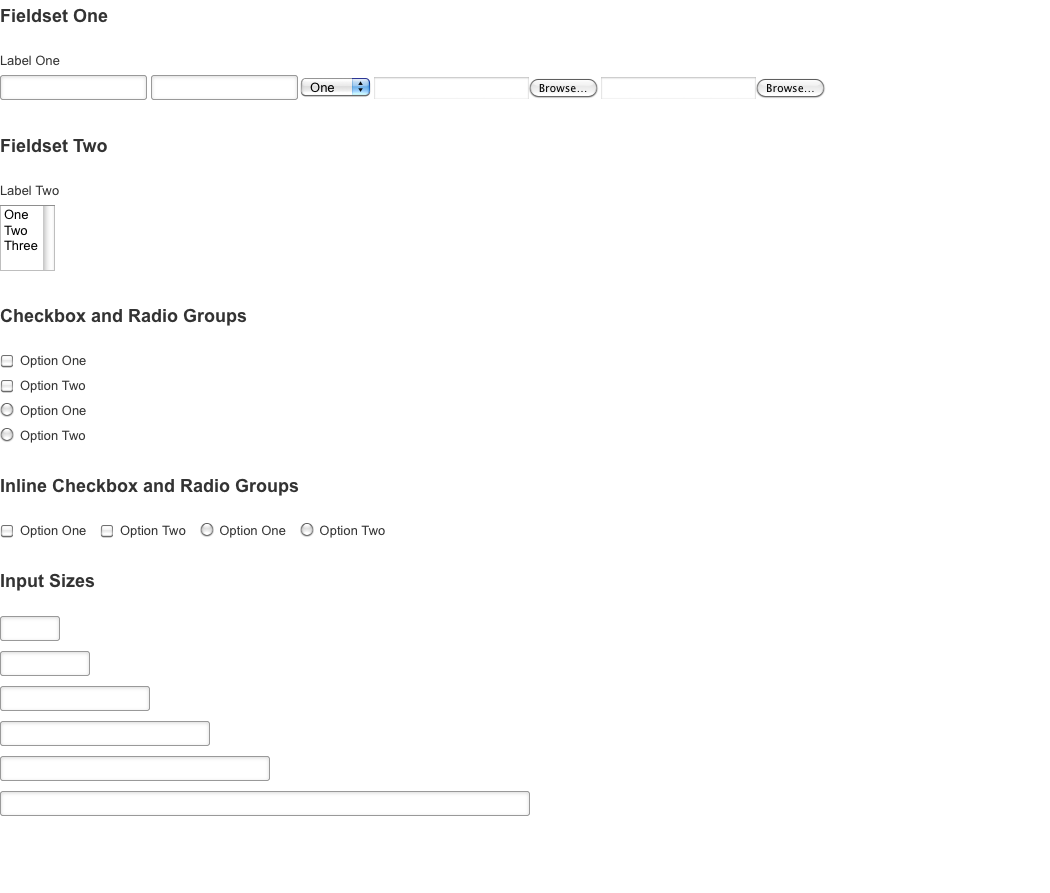 Fieldset One
Label One
One Browse... Browse...
Fieldset Two
Label Two
One
Two
Three
Checkbox and Radio Groups
Option One
Option Two
Option One
Option Two
Inline Checkbox and Radio Groups
Option One Option Two Option One Option Two
Input Sizes